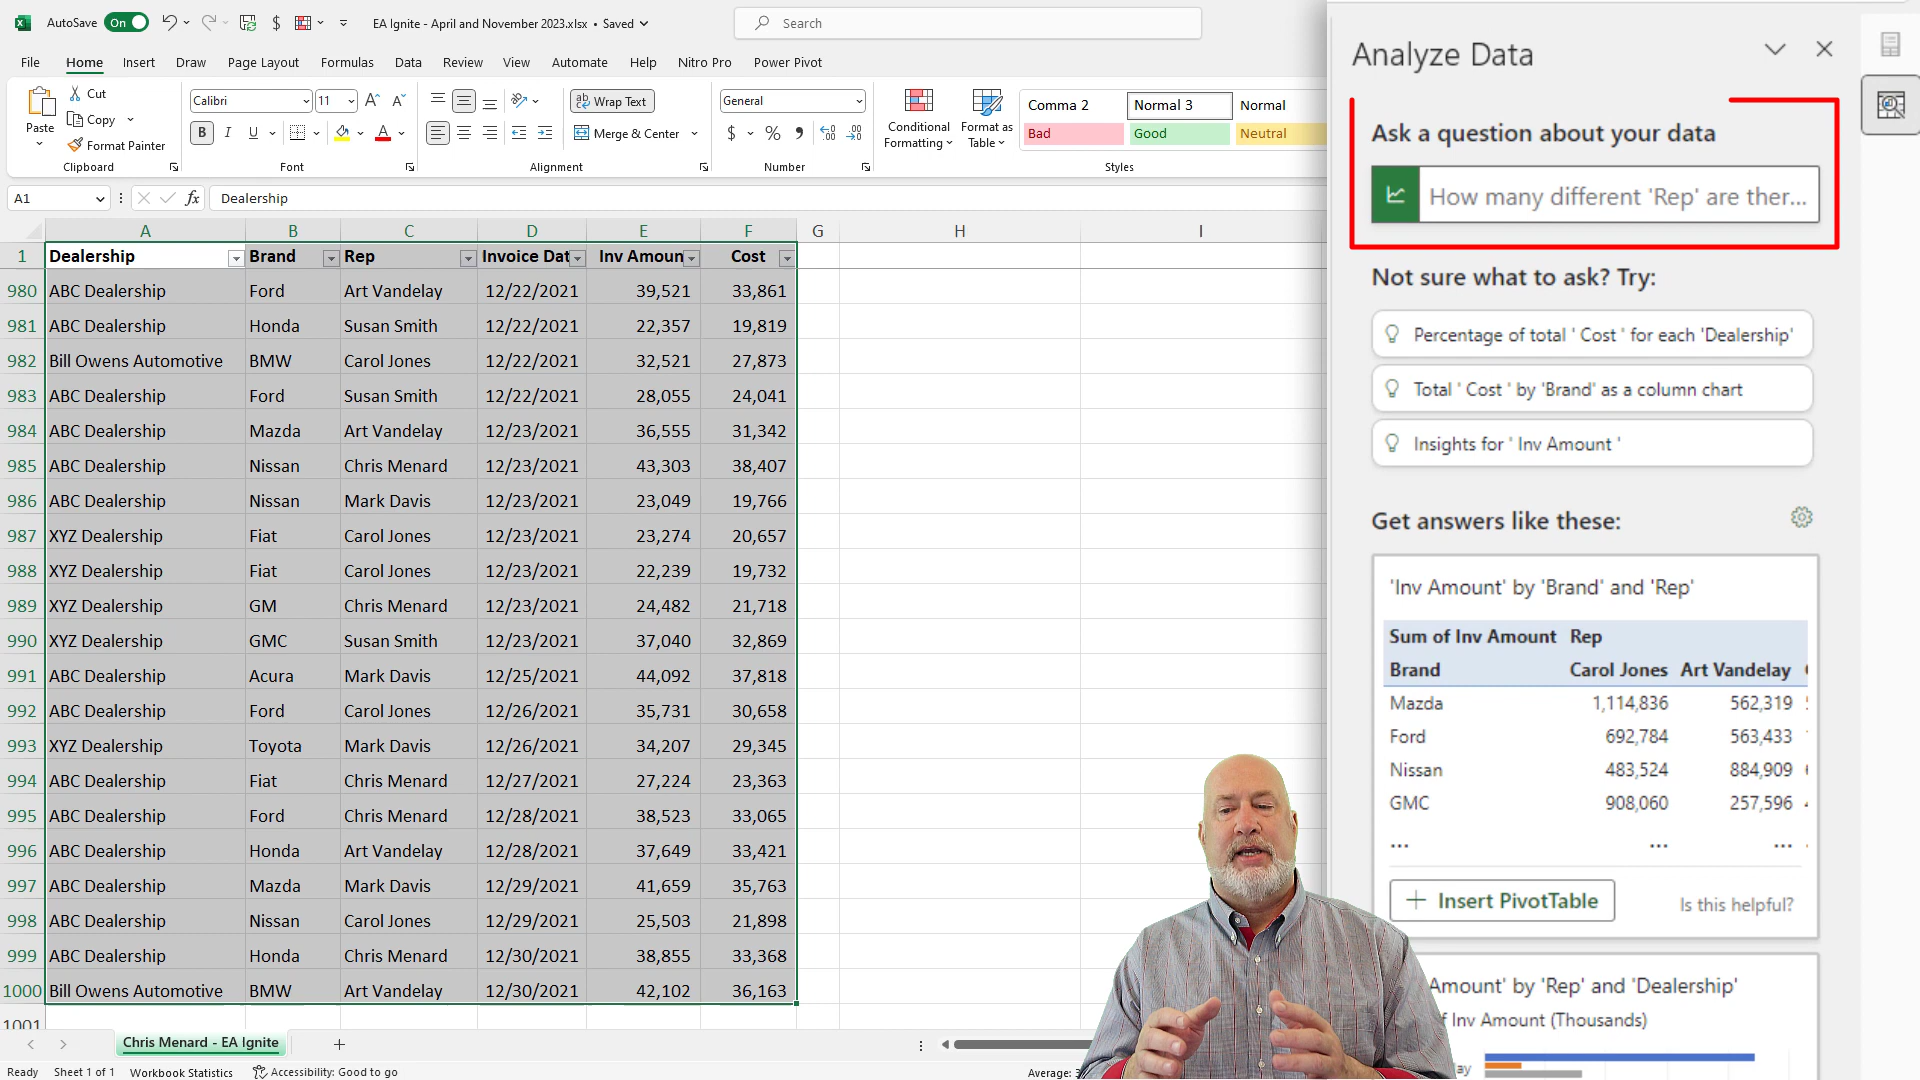 AutoSave On $ EA Ignite - April and November 2023.xlsx • Saved Search
File Home Insert Draw Page Layout Formulas Data Review View Automate Help Nitro Pro Power Pivot
Paste
Cut
Copy
Format Painter
Clipboard
Calibri 11
B I U A
Font
Wrap Text
Merge & Center
Alignment
General
$ % 9
Number
Conditional Formatting
Format as Table
Comma 2 Normal 3 Normal
Bad Good Neutral
Styles
A1 fx Dealership
A B C D E F G H I
1 Dealership Brand Rep Invoice Dat Inv Amoun Cost
980 ABC Dealership Ford Art Vandelay 12/22/2021 39,521 33,861
981 ABC Dealership Honda Susan Smith 12/22/2021 22,357 19,819
982 Bill Owens Automotive BMW Carol Jones 12/22/2021 32,521 27,873
983 ABC Dealership Ford Susan Smith 12/22/2021 28,055 24,041
984 ABC Dealership Mazda Art Vandelay 12/23/2021 36,555 31,342
985 ABC Dealership Nissan Chris Menard 12/23/2021 43,303 38,407
986 ABC Dealership Nissan Mark Davis 12/23/2021 23,049 19,766
987 XYZ Dealership Fiat Carol Jones 12/23/2021 23,274 20,657
988 XYZ Dealership Fiat Carol Jones 12/23/2021 22,239 19,732
989 XYZ Dealership GM Chris Menard 12/23/2021 24,482 21,718
990 XYZ Dealership GMC Susan Smith 12/23/2021 37,040 32,869
991 ABC Dealership Acura Mark Davis 12/25/2021 44,092 37,818
992 ABC Dealership Ford Carol Jones 12/26/2021 35,731 30,658
993 XYZ Dealership Toyota Mark Davis 12/26/2021 34,207 29,345
994 ABC Dealership Fiat Chris Menard 12/27/2021 27,224 23,363
995 ABC Dealership Ford Chris Menard 12/28/2021 38,523 33,065
996 ABC Dealership Honda Art Vandelay 12/28/2021 37,649 33,421
997 ABC Dealership Mazda Mark Davis 12/29/2021 41,659 35,763
998 ABC Dealership Nissan Carol Jones 12/29/2021 25,503 21,898
999 ABC Dealership Honda Chris Menard 12/30/2021 38,855 33,368
1000 Bill Owens Automotive BMW Art Vandelay 12/30/2021 42,102 36,163
1001
Chris Menard - EA Ignite
Ready Sheet 1 of 1 Workbook Statistics Accessibility: Good to go Average:
Analyze Data
Ask a question about your data
How many different 'Rep' are ther...
Not sure what to ask? Try:
Percentage of total ' Cost ' for each 'Dealership'
Total ' Cost ' by 'Brand' as a column chart
Insights for ' Inv Amount '
Get answers like these:
'Inv Amount' by 'Brand' and 'Rep'
Sum of Inv Amount Rep
Brand Carol Jones Art Vandelay
Mazda 1,114,836 562,319
Ford 692,784 563,433
Nissan 483,524 884,909
GMC 908,060 257,596
... ... ...
Insert PivotTable Is this helpful?
Amount' by 'Rep' and 'Dealership'
Inv Amount (Thousands)